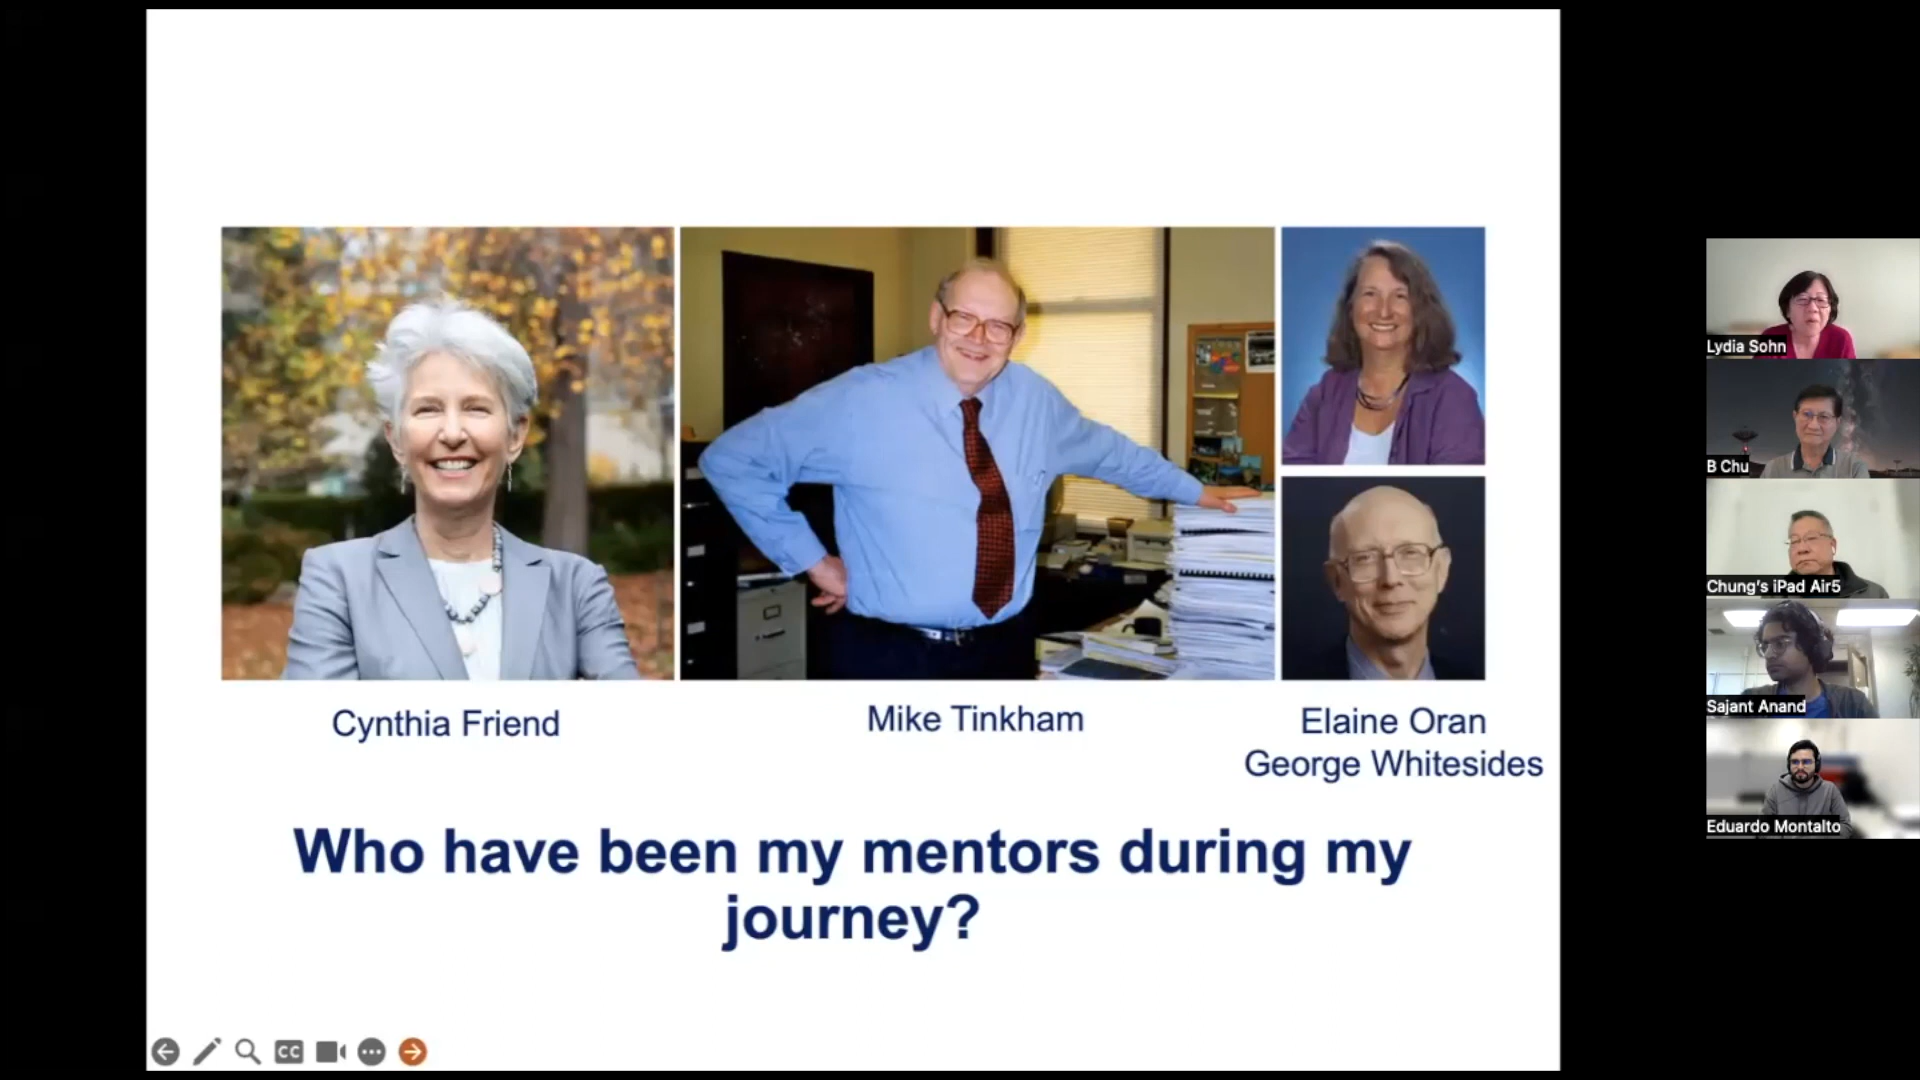 Cynthia Friend
Mike Tinkham
Elaine Oran
George Whitesides
Who have been my mentors during my
journey?
CC
Lydia Sohn
B Chu
Chung's iPad Air5
Sajant Anand
Eduardo Montalto